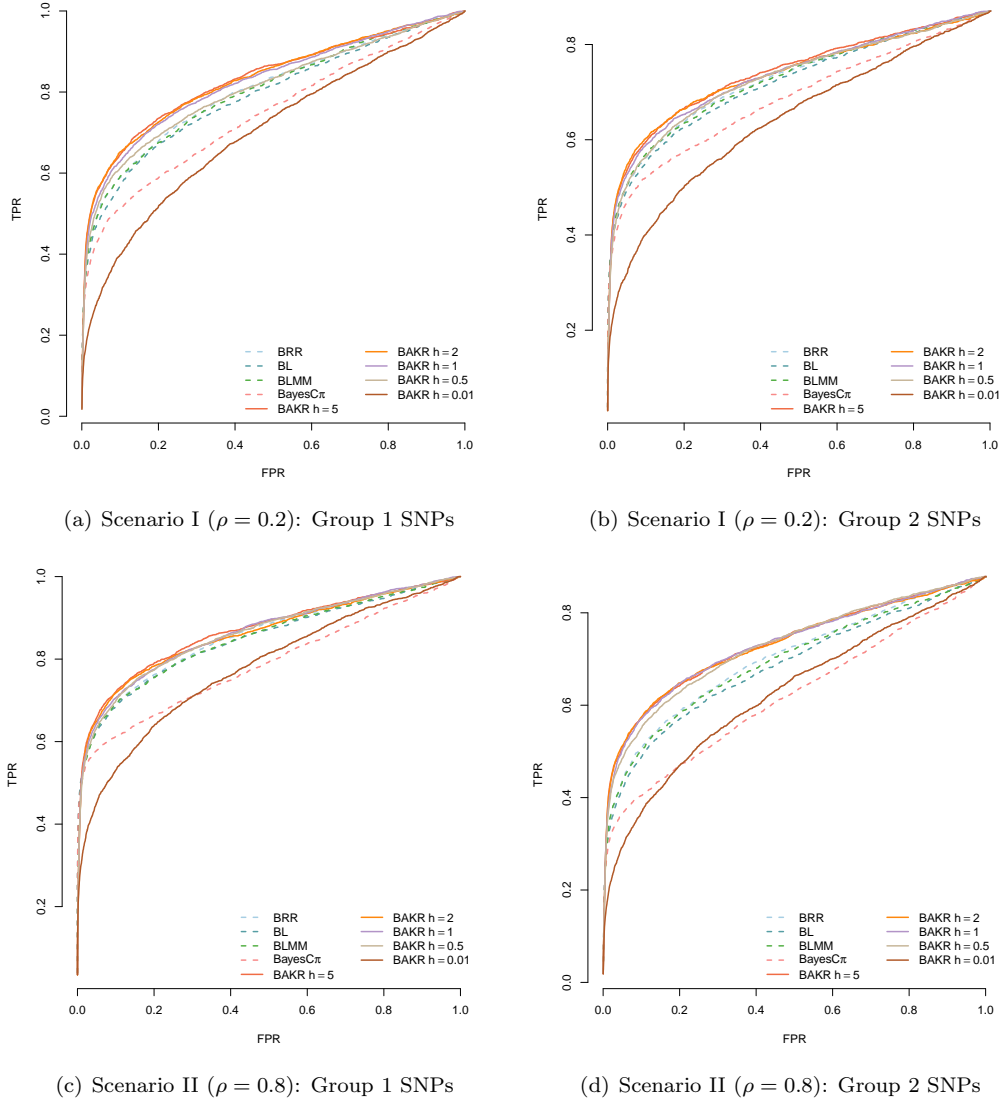 TPR
1.0
0.8
0.6
0.4
0.2
0.0
BRR
BL
BLMM
BayesCπ
BAKR h = 5
BAKR h = 2
BAKR h = 1
BAKR h = 0.5
BAKR h = 0.01
0.0 0.2 0.4 0.6 0.8 1.0
FPR
(a) Scenario I (ρ = 0.2): Group 1 SNPs
TPR
0.8
0.6
0.4
0.2
BRR
BL
BLMM
BayesCπ
BAKR h = 5
BAKR h = 2
BAKR h = 1
BAKR h = 0.5
BAKR h = 0.01
0.0 0.2 0.4 0.6 0.8 1.0
FPR
(b) Scenario I (ρ = 0.2): Group 2 SNPs
TPR
1.0
0.8
0.6
0.4
0.2
BRR
BL
BLMM
BayesCπ
BAKR h = 5
BAKR h = 2
BAKR h = 1
BAKR h = 0.5
BAKR h = 0.01
0.0 0.2 0.4 0.6 0.8 1.0
FPR
(c) Scenario II (ρ = 0.8): Group 1 SNPs
TPR
0.8
0.6
0.4
0.2
0.0
BRR
BL
BLMM
BayesCπ
BAKR h = 5
BAKR h = 2
BAKR h = 1
BAKR h = 0.5
BAKR h = 0.01
0.0 0.2 0.4 0.6 0.8 1.0
FPR
(d) Scenario II (ρ = 0.8): Group 2 SNPs